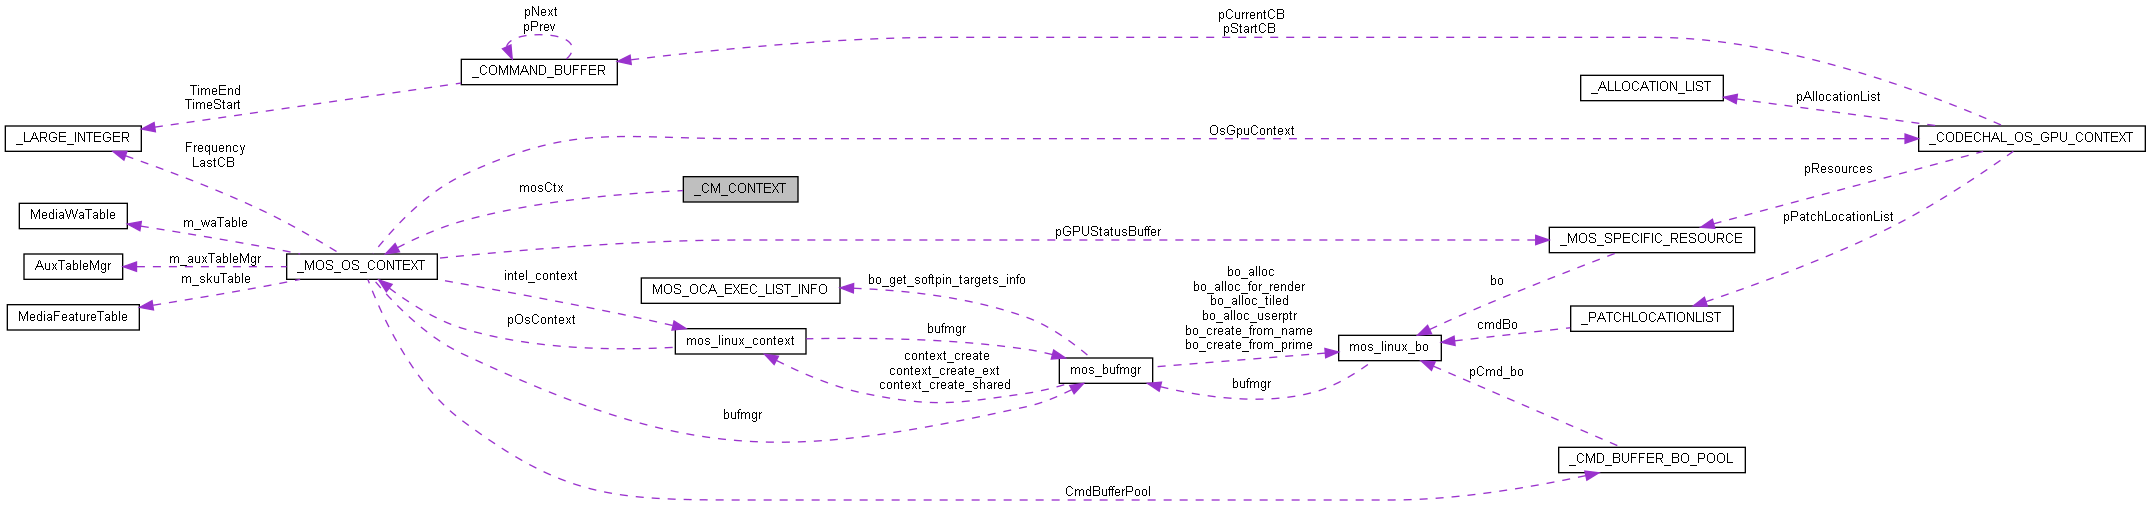 pNext
pPrev
pCurrentCB
pStartCB
_COMMAND_BUFFER
_ALLOCATION_LIST
TimeEnd
TimeStart
pAllocationList
_LARGE_INTEGER
OsGpuContext
_CODECHAL_OS_GPU_CONTEXT
Frequency
LastCB
pResources
mosCtx
_CM_CONTEXT
MediaWaTable
m_waTable
pPatchLocationList
pGPUStatusBuffer
_MOS_SPECIFIC_RESOURCE
AuxTableMgr
m_auxTableMgr
_MOS_OS_CONTEXT
m_skuTable
intel_context
MOS_OCA_EXEC_LIST_INFO
bo_get_softpin_targets_info
bo_alloc
bo_alloc_for_render
bo_alloc_tiled
bo_alloc_userptr
bo_create_from_name
bo_create_from_prime
bo
MediaFeatureTable
pOsContext
_PATCHLOCATIONLIST
cmdBo
mos_linux_context
bufmgr
mos_linux_bo
context_create
context_create_ext
context_create_shared
mos_bufmgr
bufmgr
pCmd_bo
bufmgr
_CMD_BUFFER_BO_POOL
CmdBufferPool